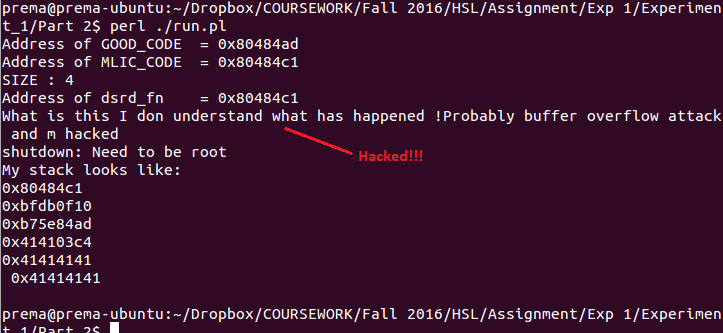 prema@prema-ubuntu:~/Dropbox/COURSEWORK/Fall 2016/HSL/Assignment/Exp 1/Experimen
t_1/Part 2$ perl ./run.pl
Address of GOOD_CODE  = 0x80484ad
Address of MLIC_CODE  = 0x80484c1
SIZE : 4
Address of dsrd_fn    = 0x80484c1
What is this I don understand what has happened !Probably buffer overflow attack
 and m hacked
shutdown: Need to be root
Hacked!!!
My stack looks like:
0x80484c1
0xbfdb0f10
0xb75e84ad
0x414103c4
0x41414141
 0x41414141
prema@prema-ubuntu:~/Dropbox/COURSEWORK/Fall 2016/HSL/Assignment/Exp 1/Experimen
t_1/Part 2$